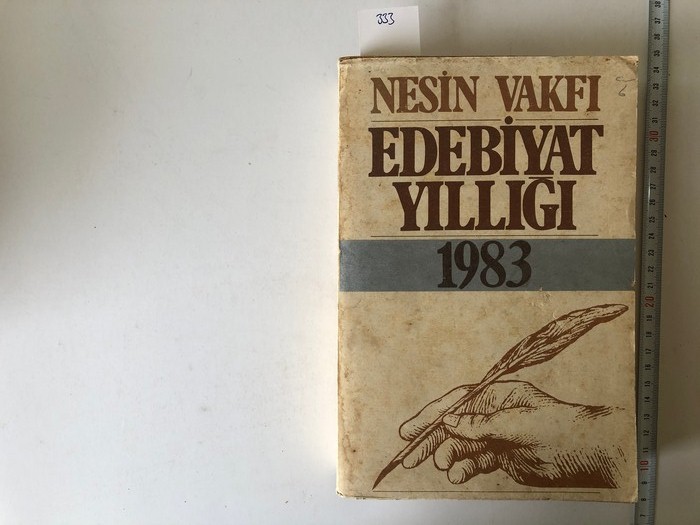 333
NESİN VAKFI
EDEBİYAT
YILLIĞI
1983